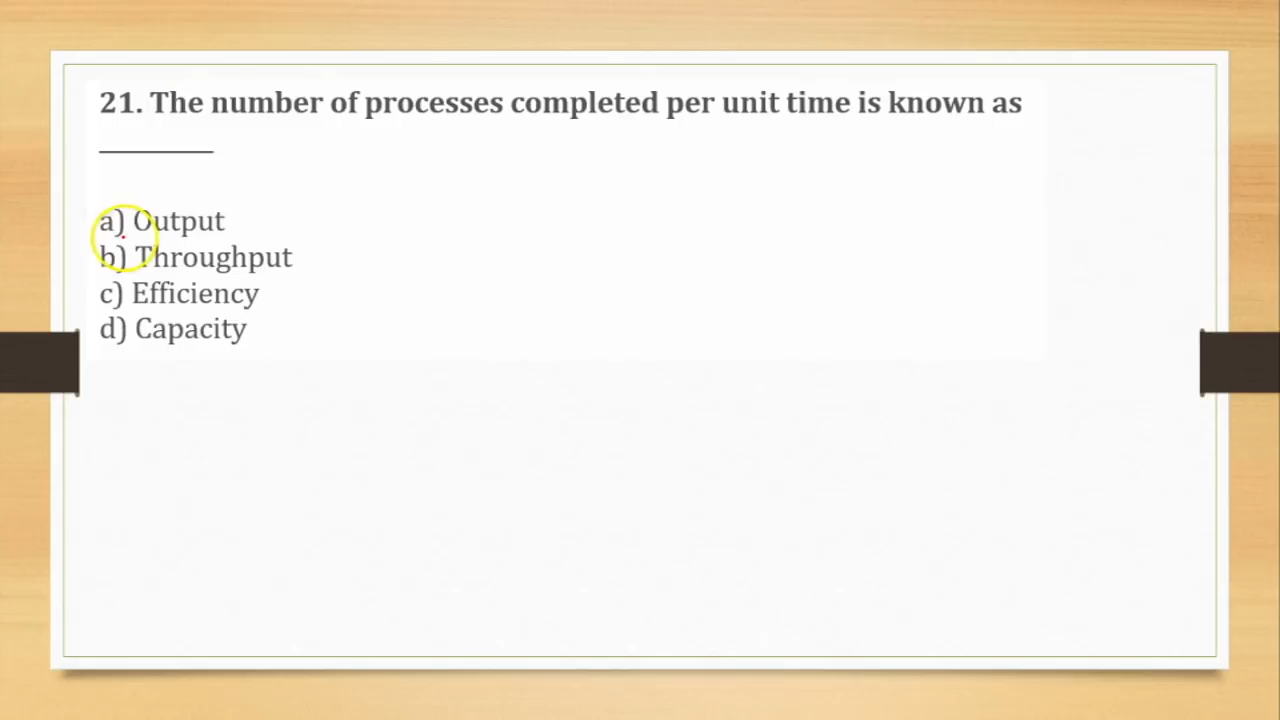 21. The number of processes completed per unit time is known as
________
a) Output
b) Throughput
c) Efficiency
d) Capacity